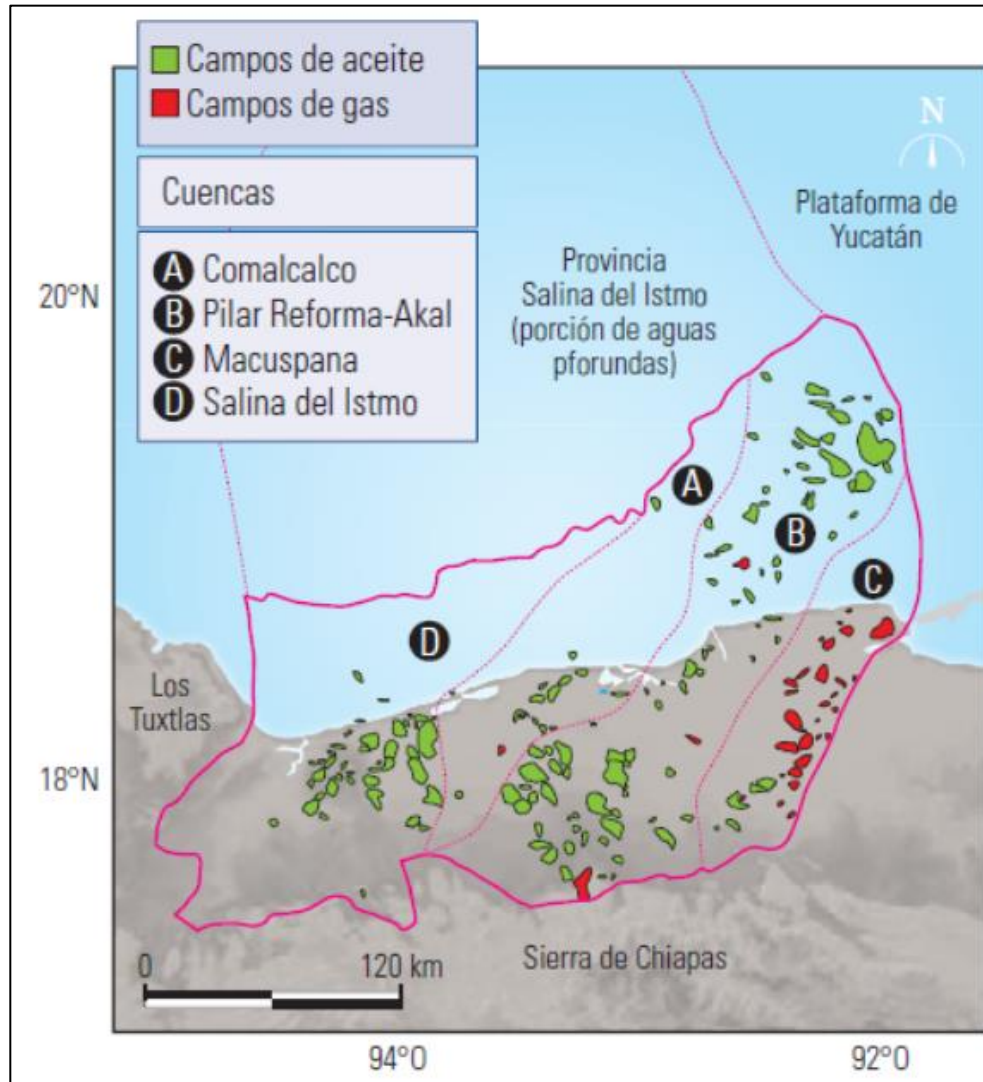 Campos de aceite
Campos de gas
Cuencas
A Comalcalco
B Pilar Reforma-Akal
C Macuspana
D Salina del Istmo
N
Plataforma de
Yucatán
Provincia
Salina del Istmo
(porción de aguas
pforundas)
20°N
A
B
C
D
Los
Tuxtlas
18°N
Sierra de Chiapas
0 120 km
94°O 92°O